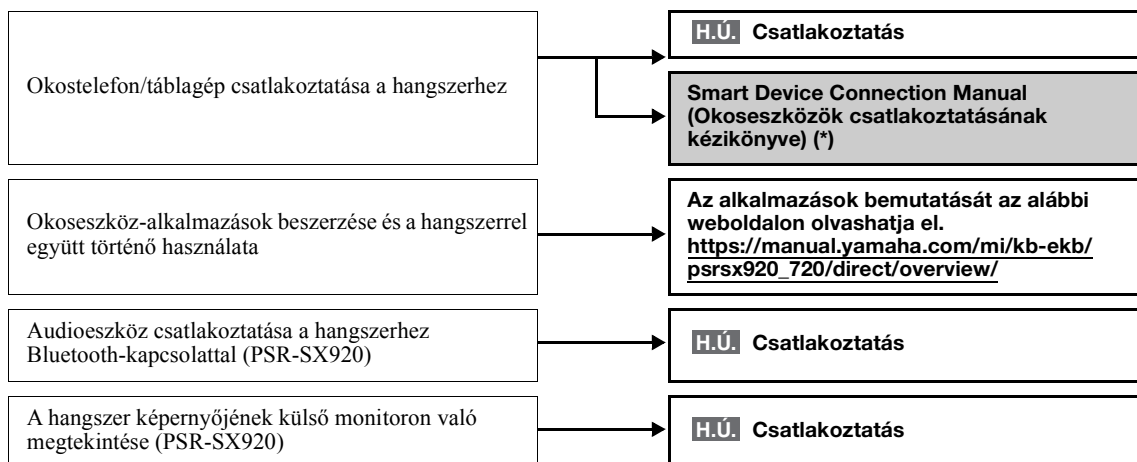 Okostelefon/táblagép csatlakoztatása a hangszerhez
H.Ú. Csatlakoztatás
Smart Device Connection Manual
(Okoseszközök csatlakoztatásának
kézikönyve) (*)
Okoseszköz-alkalmazások beszerzése és a hangszerrel
együtt történő használata
Az alkalmazások bemutatását az alábbi
weboldalon olvashatja el.
https://manual.yamaha.com/mi/kb-ekb/
psrsx920_720/direct/overview/
Audioeszköz csatlakoztatása a hangszerhez
Bluetooth-kapcsolattal (PSR-SX920)
H.Ú. Csatlakoztatás
A hangszer képernyőjének külső monitoron való
megtekintése (PSR-SX920)
H.Ú. Csatlakoztatás